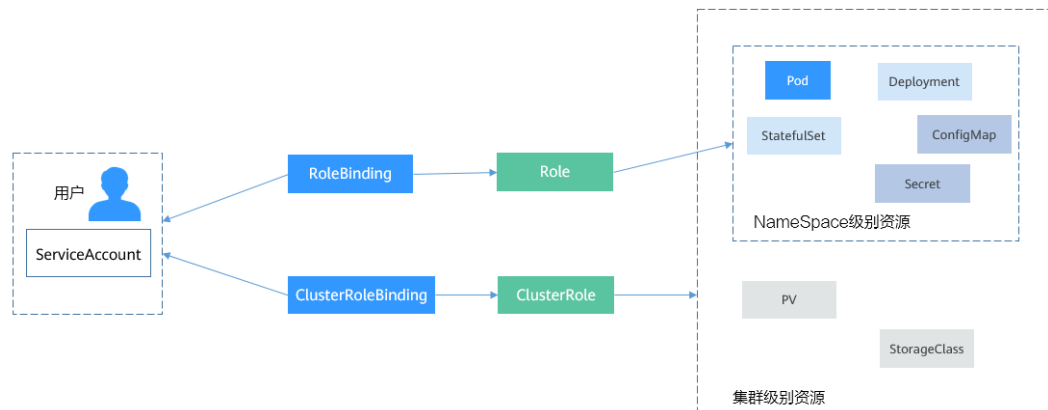 用户
ServiceAccount
RoleBinding
Role
ClusterRoleBinding
ClusterRole
Pod
Deployment
StatefulSet
ConfigMap
Secret
NameSpace级别资源
PV
StorageClass
集群级别资源